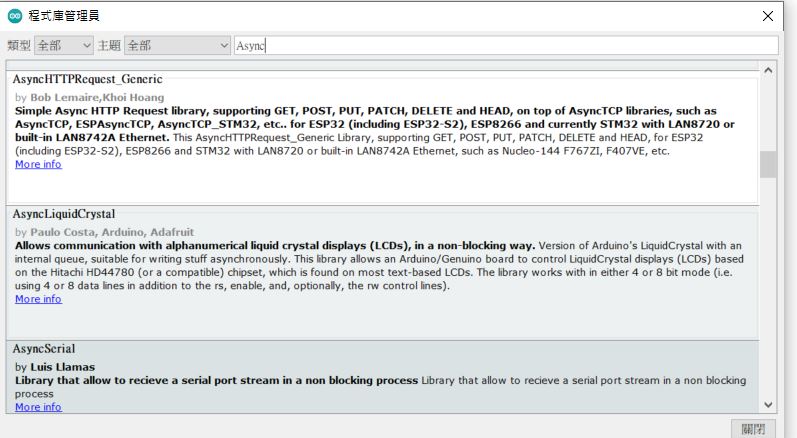 程式庫管理員
類型 全部 主題 全部 Async
AsyncHTTPRequest_Generic
by Bob Lemaire,Khoi Hoang
Simple Async HTTP Request library, supporting GET, POST, PUT, PATCH, DELETE and HEAD, on top of AsyncTCP libraries, such as
AsyncTCP, ESPAsyncTCP, AsyncTCP_STM32, etc.. for ESP32 (including ESP32-S2), ESP8266 and currently STM32 with LAN8720 or
built-in LAN8742A Ethernet. This AsyncHTTPRequest_Generic Library, supporting GET, POST, PUT, PATCH, DELETE and HEAD, for ESP32
(including ESP32-S2), ESP8266 and STM32 with LAN8720 or built-in LAN8742A Ethernet, such as Nucleo-144 F767ZI, F407VE, etc.
More info
AsyncLiquidCrystal
by Paulo Costa, Arduino, Adafruit
Allows communication with alphanumerical liquid crystal displays (LCDs), in a non-blocking way. Version of Arduino's LiquidCrystal with an
internal queue, suitable for writing stuff asynchronously. This library allows an Arduino/Genuino board to control LiquidCrystal displays (LCDs) based
on the Hitachi HD44780 (or a compatible) chipset, which is found on most text-based LCDs. The library works with in either 4 or 8 bit mode (i.e.
using 4 or 8 data lines in addition to the rs, enable, and, optionally, the rw control lines).
More info
AsyncSerial
by Luis Llamas
Library that allow to recieve a serial port stream in a non blocking process Library that allow to recieve a serial port stream in a non blocking
process
More info
關閉